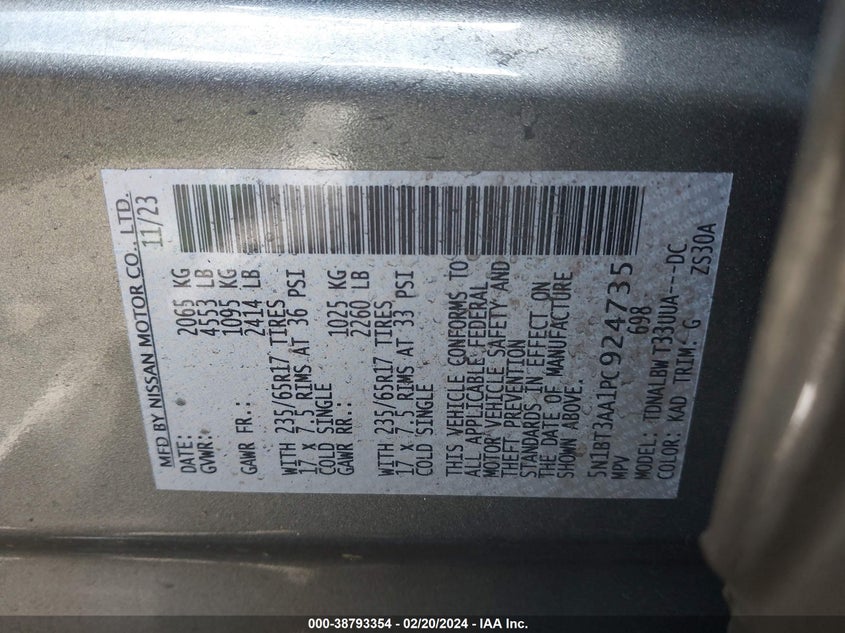 MFD BY NISSAN MOTOR CO., LTD.
DATE: 11/23
GVWR: 2065 KG
4553 LB
GAWR FR.: 1095 KG
2414 LB
WITH 235/65R17 TIRES
17 X 7.5 RIMS AT 36 PSI
COLD SINGLE
GAWR RR.: 1025 KG
2260 LB
WITH 235/65R17 TIRES
17 X 7.5 RIMS AT 33 PSI
COLD SINGLE
THIS VEHICLE CONFORMS TO
ALL APPLICABLE FEDERAL
MOTOR VEHICLE SAFETY AND
THEFT PREVENTION
STANDARDS IN EFFECT ON
THE DATE OF MANUFACTURE
SHOWN ABOVE.
5N1BT3AA1PC924735
MPV 698
MODEL: TDNALBW T33UUA---DC
COLOR: KAD TRIM: G ZS30A
000-38793354 - 02/20/2024 - IAA Inc.